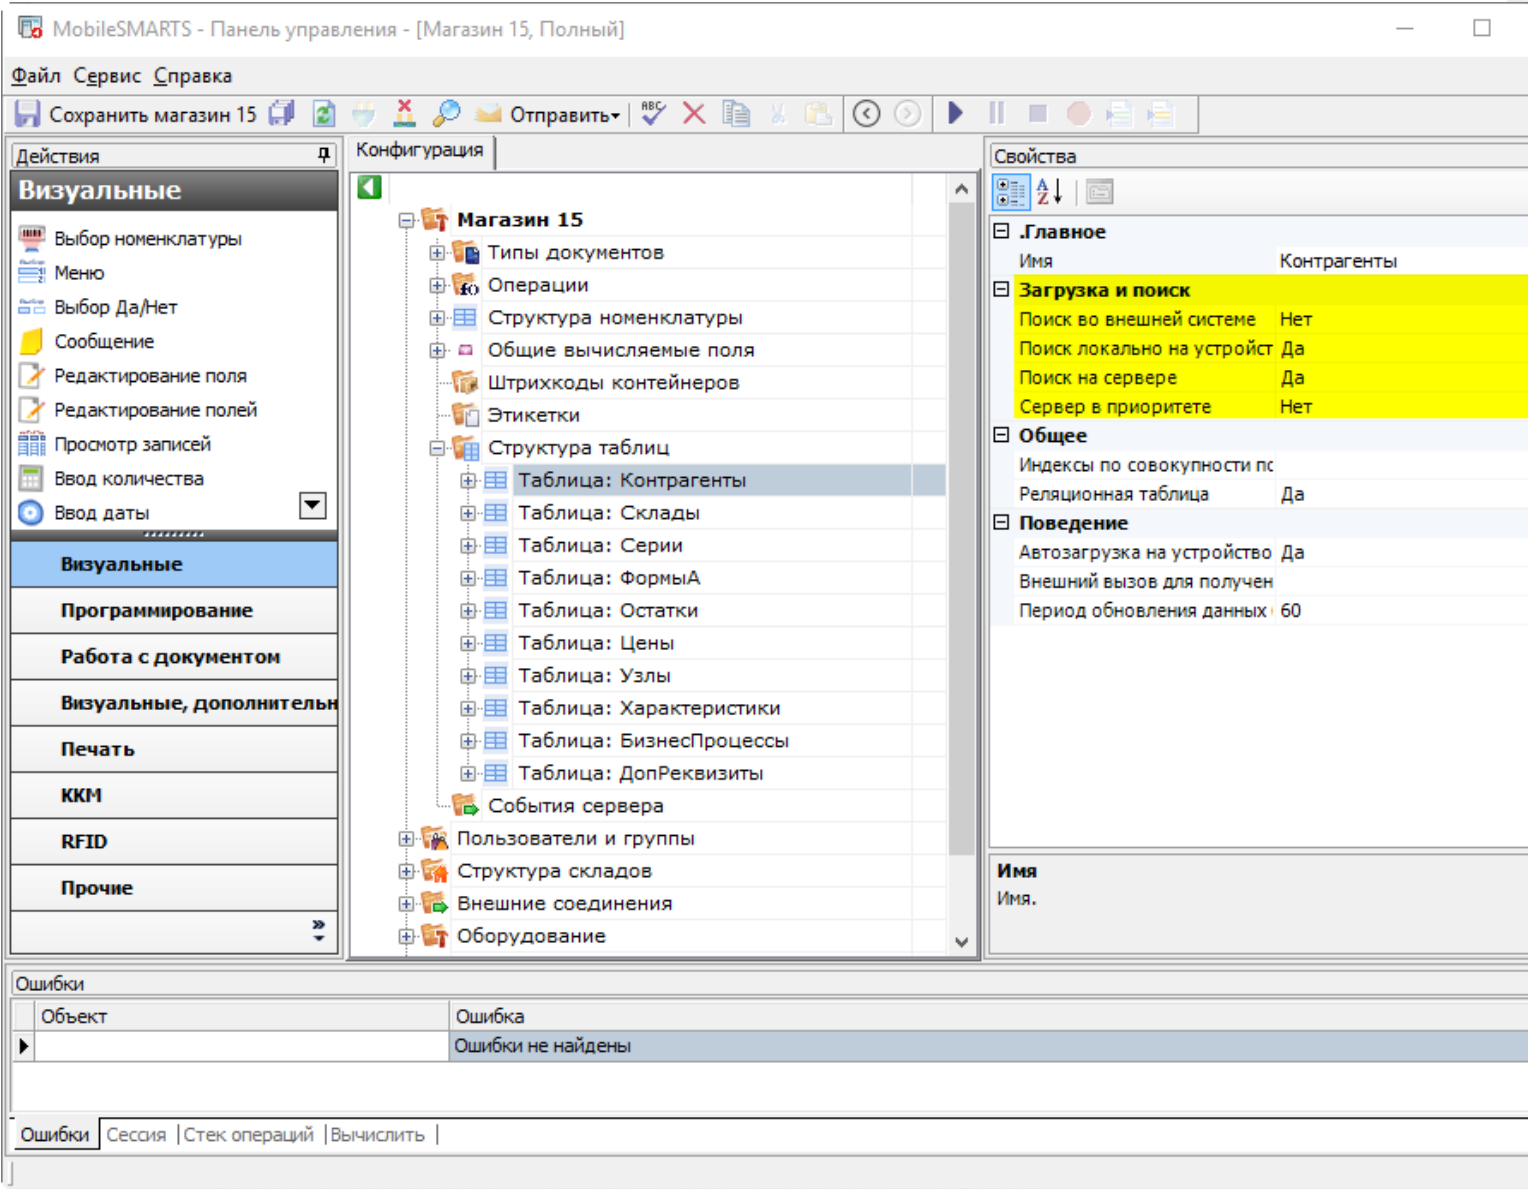 MobileSMARTS - Панель управления - [Магазин 15, Полный]
Файл Сервис Справка
Сохранить магазин 15 Отправить ABC
Действия
Визуальные
Выбор номенклатуры
Меню
Выбор Да/Нет
Сообщение
Редактирование поля
Редактирование полей
Просмотр записей
Ввод количества
Ввод даты
Визуальные
Программирование
Работа с документом
Визуальные, дополнительн
Печать
ККМ
RFID
Прочие
Конфигурация
Магазин 15
Типы документов
Операции
Структура номенклатуры
Общие вычисляемые поля
Штрихкоды контейнеров
Этикетки
Структура таблиц
Таблица: Контрагенты
Таблица: Склады
Таблица: Серии
Таблица: ФормыА
Таблица: Остатки
Таблица: Цены
Таблица: Узлы
Таблица: Характеристики
Таблица: БизнесПроцессы
Таблица: ДопРеквизиты
События сервера
Пользователи и группы
Структура складов
Внешние соединения
Оборудование
Свойства
.Главное
Имя Контрагенты
Загрузка и поиск
Поиск во внешней системе Нет
Поиск локально на устройст Да
Поиск на сервере Да
Сервер в приоритете Нет
Общее
Индексы по совокупности пс
Реляционная таблица Да
Поведение
Автозагрузка на устройство Да
Внешний вызов для получен
Период обновления данных 60
Имя
Имя.
Ошибки
Объект Ошибка
Ошибки не найдены
Ошибки Сессия Стек операций Вычислить